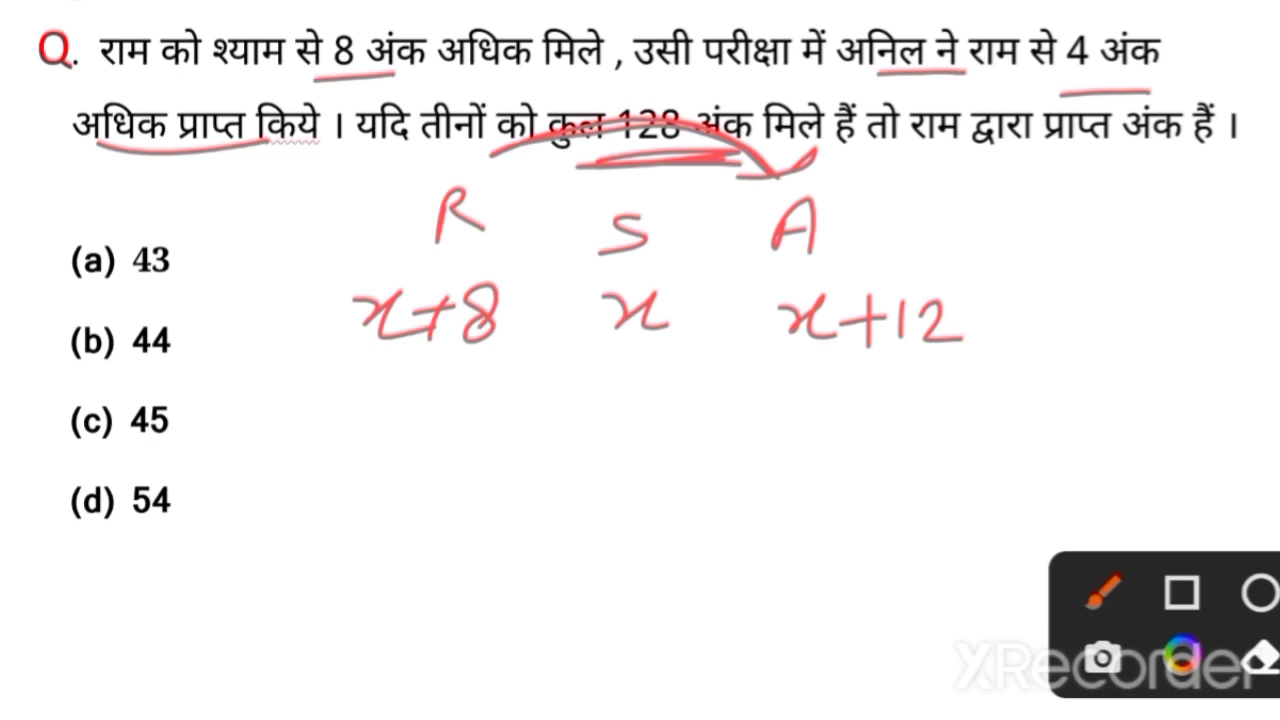 Q. राम को श्याम से 8 अंक अधिक मिले , उसी परीक्षा में अनिल ने राम से 4 अंक
अधिक प्राप्त किये । यदि तीनों को कुल 128 अंक मिले हैं तो राम द्वारा प्राप्त अंक हैं ।
R S A
x+8 x x+12
(a) 43
(b) 44
(c) 45
(d) 54
XRecorder